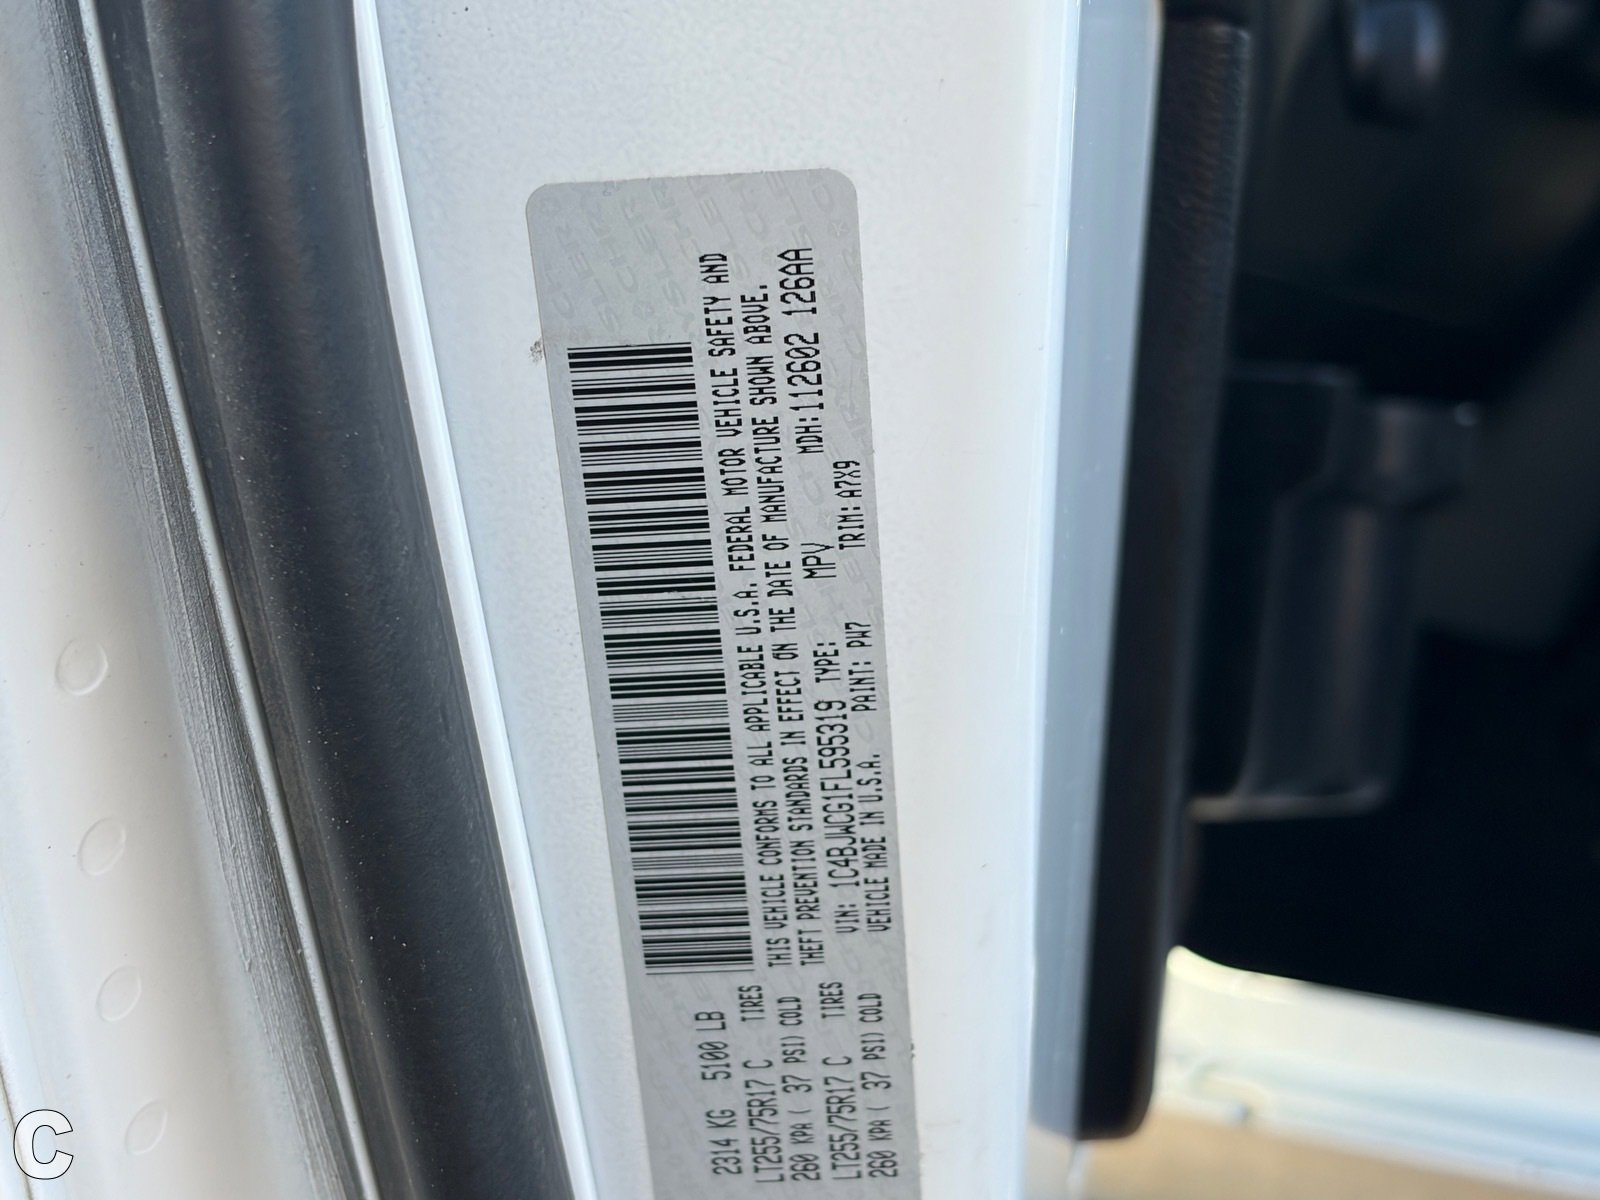 2314 KG 5100 LB
LT255/75R17 C TIRES
260 KPA ( 37 PSI) COLD
LT255/75R17 C TIRES
260 KPA ( 37 PSI) COLD
THIS VEHICLE CONFORMS TO ALL APPLICABLE U.S.A. FEDERAL MOTOR VEHICLE SAFETY AND
THEFT PREVENTION STANDARDS IN EFFECT ON THE DATE OF MANUFACTURE SHOWN ABOVE.
VIN: 1C4BJWCG1FL595319 TYPE: MPV MDH:112602 126AA
VEHICLE MADE IN U.S.A. PAINT: PW7 TRIM: A7X9
C